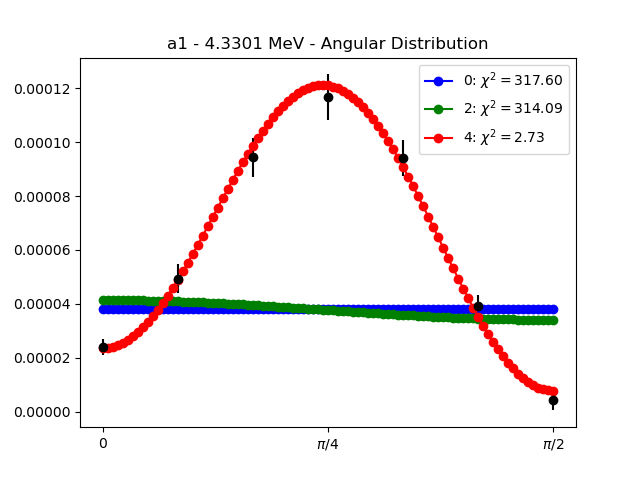 a1 - 4.3301 MeV - Angular Distribution
0: χ² = 317.60
2: χ² = 314.09
4: χ² = 2.73
0.00012
0.00010
0.00008
0.00006
0.00004
0.00002
0.00000
0
π/4
π/2